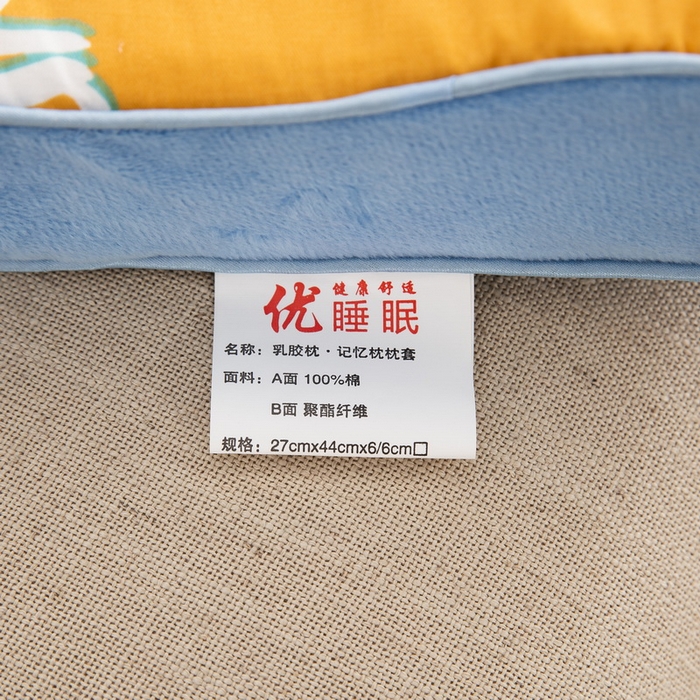 健康舒适
优睡眠
名称：乳胶枕·记忆枕枕套
面料：A面 100%棉
B面 聚酯纤维
规格：27cmx44cmx6/6cm□